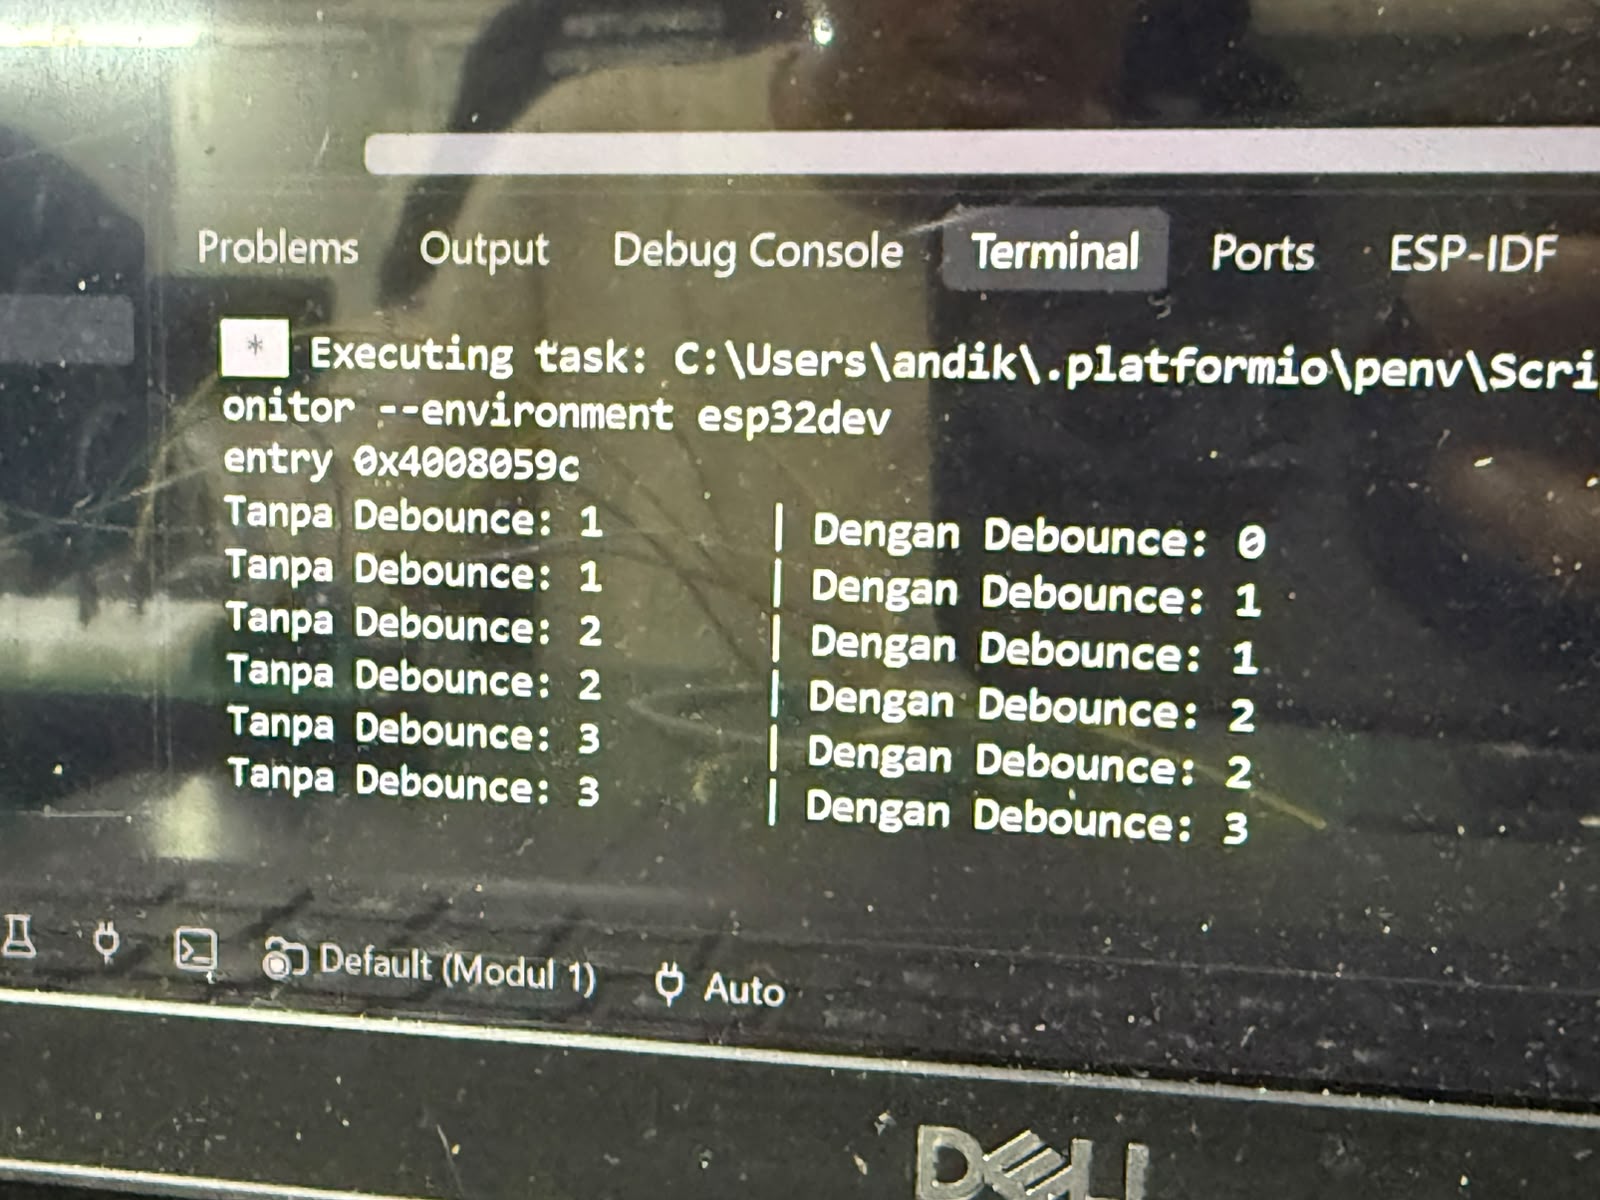 Problems Output Debug Console Terminal Ports ESP-IDF
* Executing task: C:\Users\andik\.platformio\penv\Scri
onitor --environment esp32dev
entry 0x4008059c
Tanpa Debounce: 1 | Dengan Debounce: 0
Tanpa Debounce: 1 | Dengan Debounce: 1
Tanpa Debounce: 2 | Dengan Debounce: 1
Tanpa Debounce: 2 | Dengan Debounce: 2
Tanpa Debounce: 3 | Dengan Debounce: 2
Tanpa Debounce: 3 | Dengan Debounce: 3
Default (Modul 1) Auto
DELL